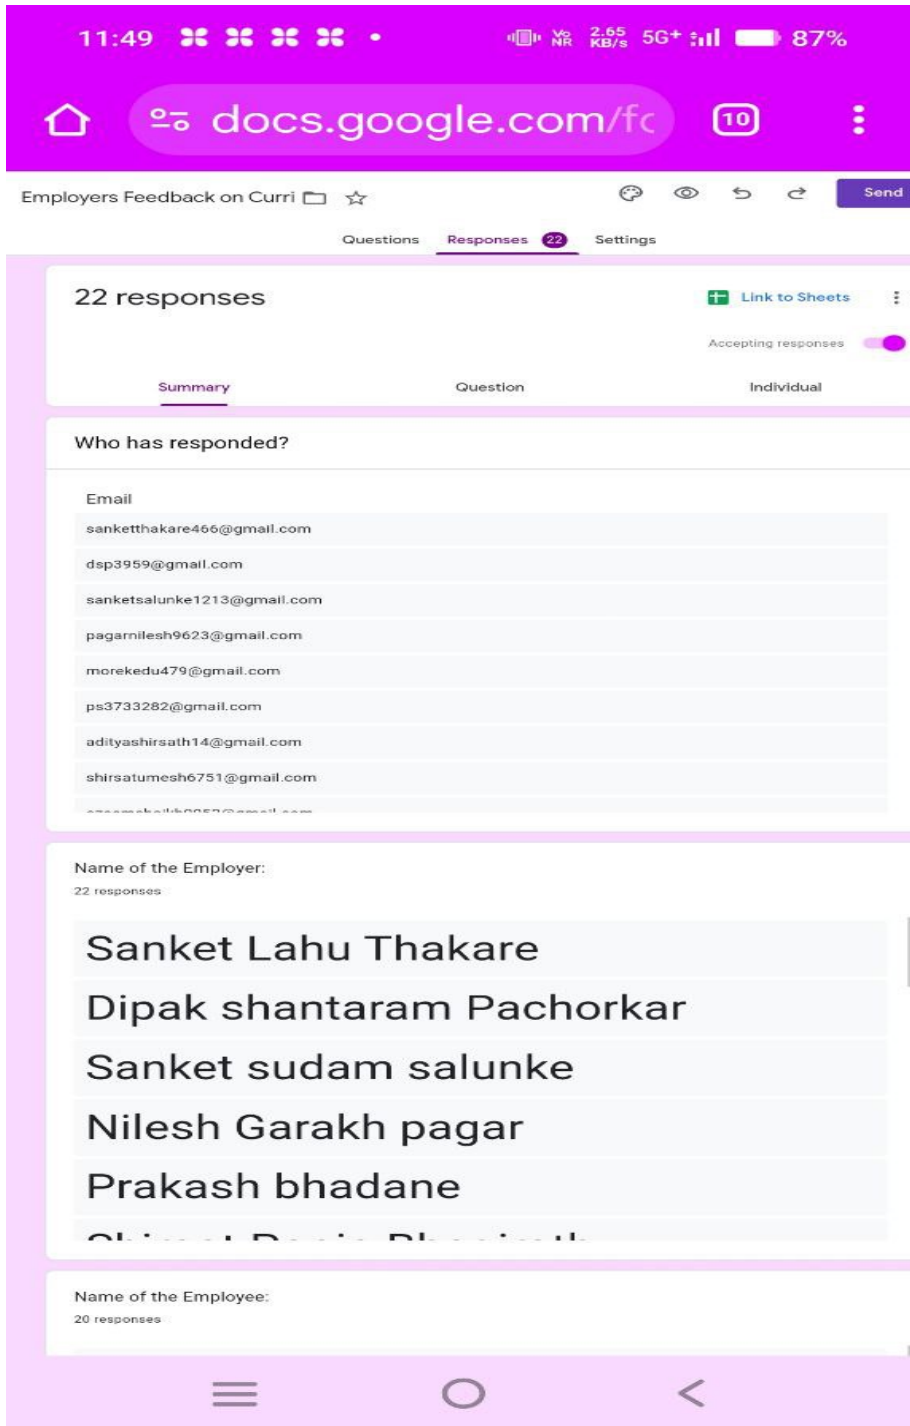 11:49 Vo NR 2.65 KB/s 5G+ 87%
docs.google.com/fo 10
Employers Feedback on Curri Send
Questions Responses 22 Settings
22 responses Link to Sheets
Accepting responses
Summary Question Individual
Who has responded?
Email
sanketthakare466@gmail.com
dsp3959@gmail.com
sanketsalunke1213@gmail.com
pagarnilesh9623@gmail.com
morekedu479@gmail.com
ps3733282@gmail.com
adityashirsath14@gmail.com
shirsatumesh6751@gmail.com
Name of the Employer:
22 responses
Sanket Lahu Thakare
Dipak shantaram Pachorkar
Sanket sudam salunke
Nilesh Garakh pagar
Prakash bhadane
Name of the Employee:
20 responses